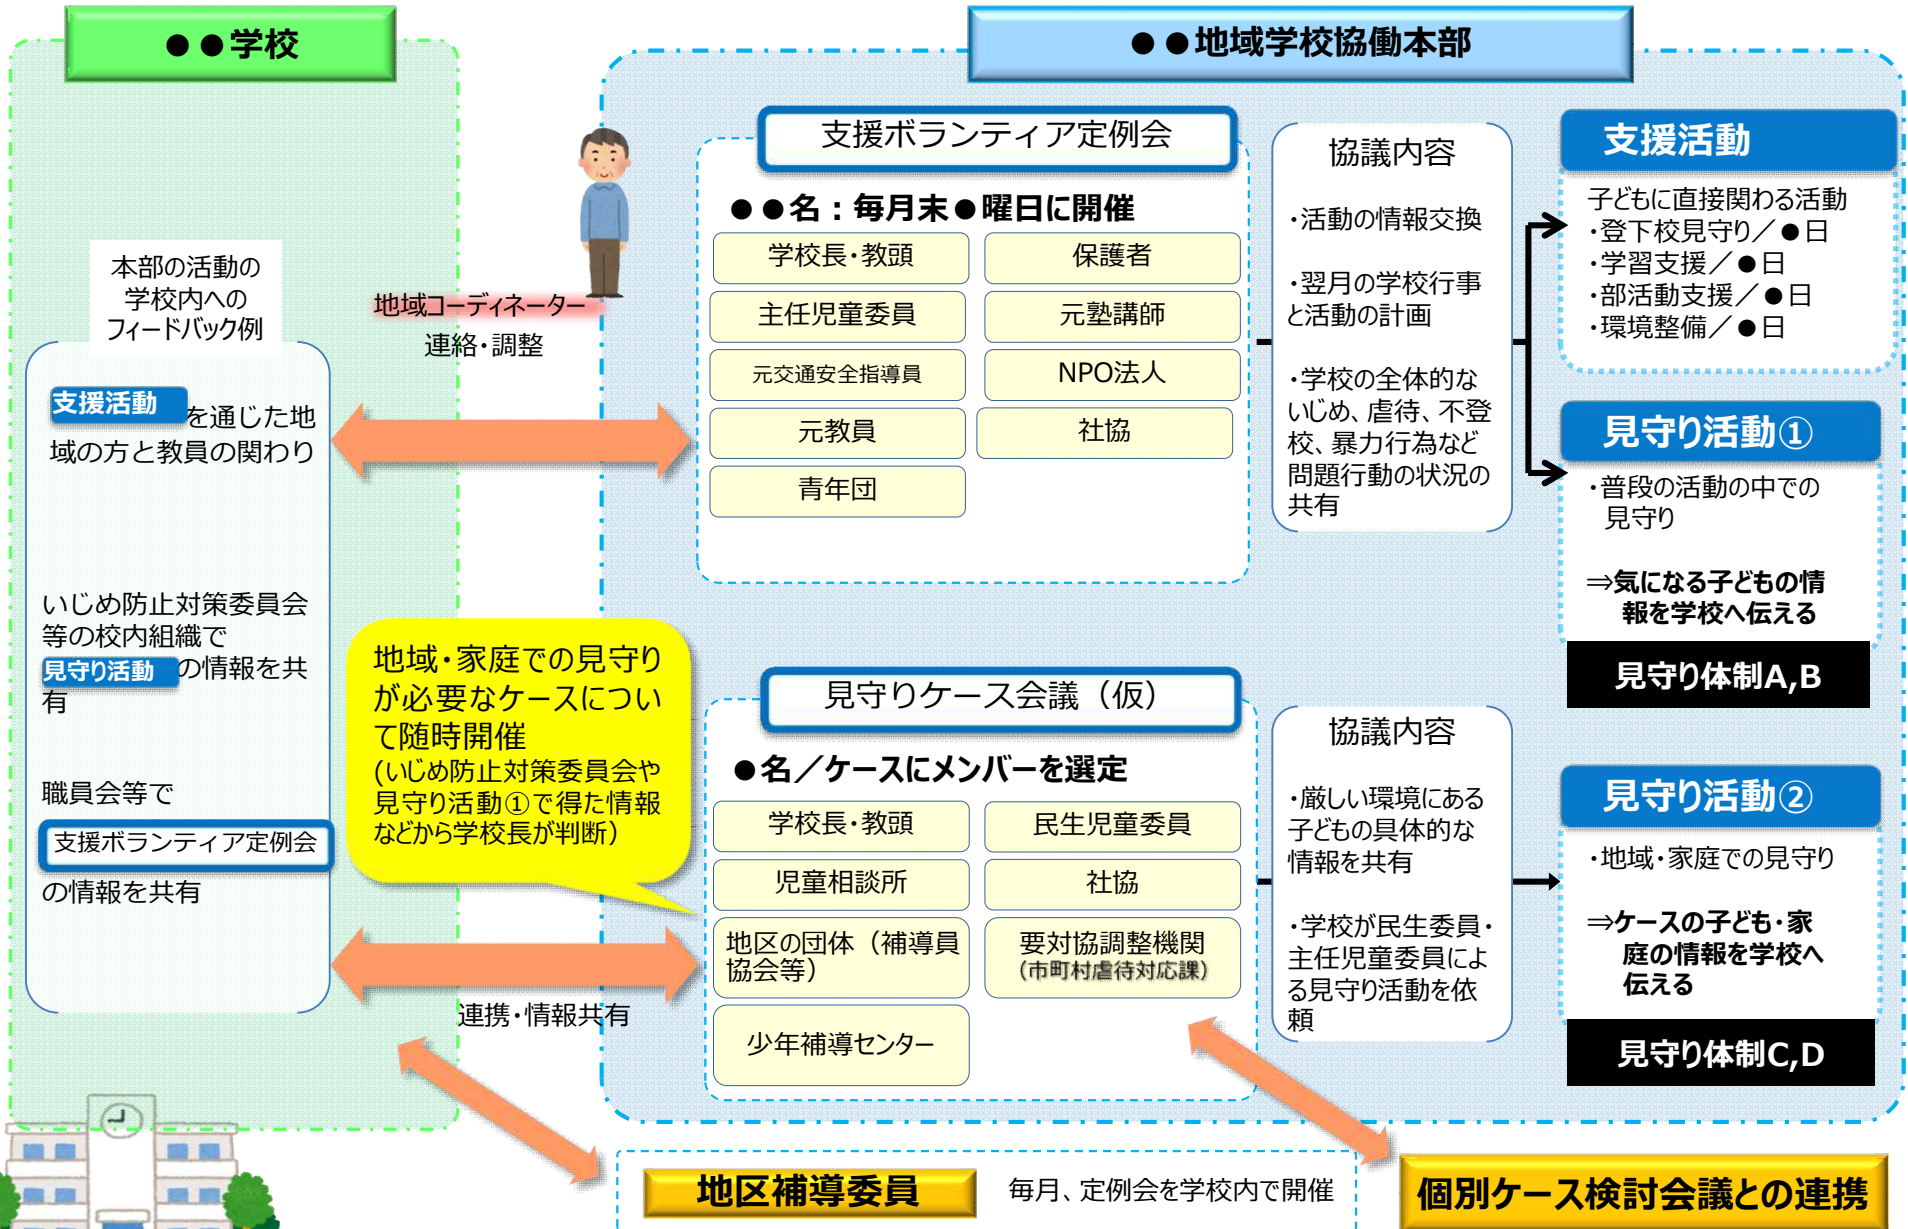 ●●学校
本部の活動の
学校内への
フィードバック例
支援活動
を通じた地
域の方と教員の関わり
いじめ防止対策委員会
等の校内組織で
見守り活動
の情報を共
有
職員会等で
支援ボランティア定例会
の情報を共有
地域コーディネーター
連絡・調整
地域・家庭での見守り
が必要なケースについ
て随時開催
(いじめ防止対策委員会や
見守り活動①で得た情報
などから学校長が判断)
連携・情報共有
●●地域学校協働本部
支援ボランティア定例会
●●名：毎月末●曜日に開催
学校長・教頭
保護者
主任児童委員
元塾講師
元交通安全指導員
NPO法人
元教員
社協
青年団
協議内容
・活動の情報交換
・翌月の学校行事
と活動の計画
・学校の全体的な
いじめ、虐待、不登
校、暴力行為など
問題行動の状況の
共有
支援活動
子どもに直接関わる活動
・登下校見守り／●日
・学習支援／●日
・部活動支援／●日
・環境整備／●日
見守り活動①
・普段の活動の中での
見守り
⇒気になる子どもの情
報を学校へ伝える
見守り体制A,B
見守りケース会議（仮）
●名／ケースにメンバーを選定
学校長・教頭
民生児童委員
児童相談所
社協
地区の団体（補導員
協会等）
要対協調整機関
（市町村虐待対応課）
少年補導センター
協議内容
・厳しい環境にある
子どもの具体的な
情報を共有
・学校が民生委員・
主任児童委員によ
る見守り活動を依
頼
見守り活動②
・地域・家庭での見守り
⇒ケースの子ども・家
庭の情報を学校へ
伝える
見守り体制C,D
地区補導委員
毎月、定例会を学校内で開催
個別ケース検討会議との連携